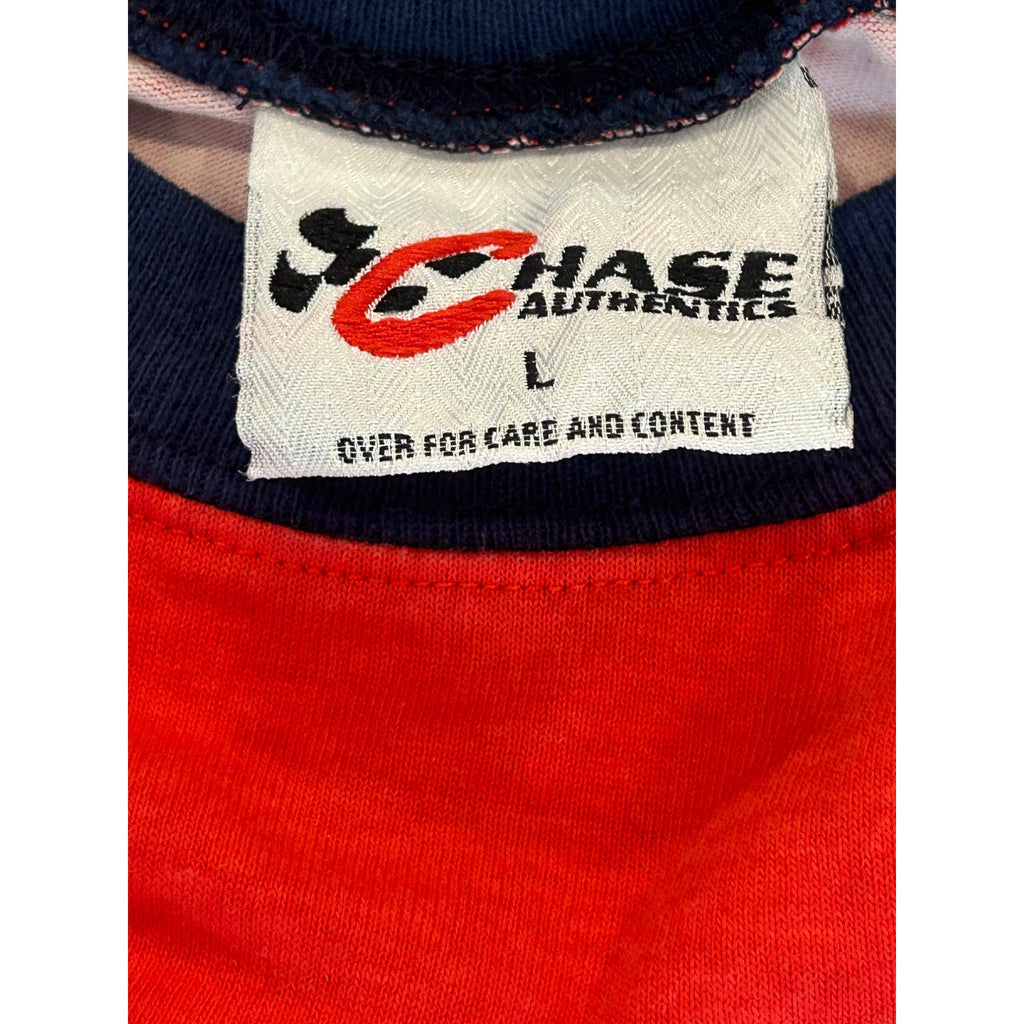 CHASE
AUTHENTICS
L
OVER FOR CARE AND CONTENT